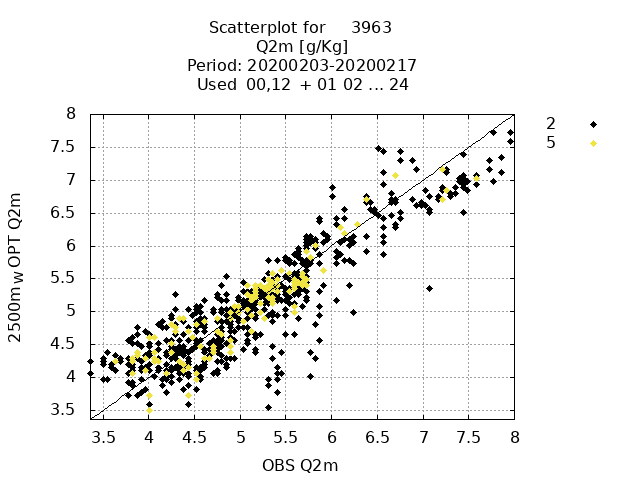 Scatterplot for 3963
Q2m [g/Kg]
Period: 20200203-20200217
Used 00,12 + 01 02 ... 24
2
5
2500m w OPT Q2m
8
7.5
7
6.5
6
5.5
5
4.5
4
3.5
3.5 4 4.5 5 5.5 6 6.5 7 7.5 8
OBS Q2m